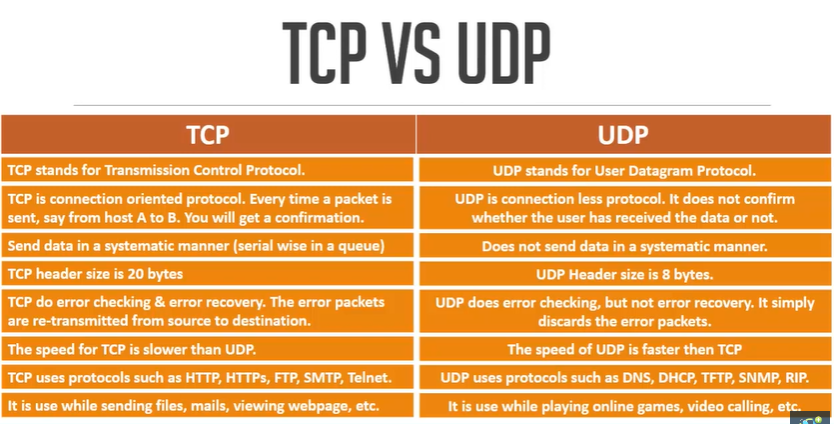 TCP VS UDP
TCP
UDP
TCP stands for Transmission Control Protocol.
UDP stands for User Datagram Protocol.
TCP is connection oriented protocol. Every time a packet is
sent, say from host A to B. You will get a confirmation.
UDP is connection less protocol. It does not confirm
whether the user has received the data or not.
Send data in a systematic manner (serial wise in a queue)
Does not send data in a systematic manner.
TCP header size is 20 bytes
UDP Header size is 8 bytes.
TCP do error checking & error recovery. The error packets
are re-transmitted from source to destination.
UDP does error checking, but not error recovery. It simply
discards the error packets.
The speed for TCP is slower than UDP.
The speed of UDP is faster then TCP
TCP uses protocols such as HTTP, HTTPs, FTP, SMTP, Telnet.
UDP uses protocols such as DNS, DHCP, TFTP, SNMP, RIP.
It is use while sending files, mails, viewing webpage, etc.
It is use while playing online games, video calling, etc.